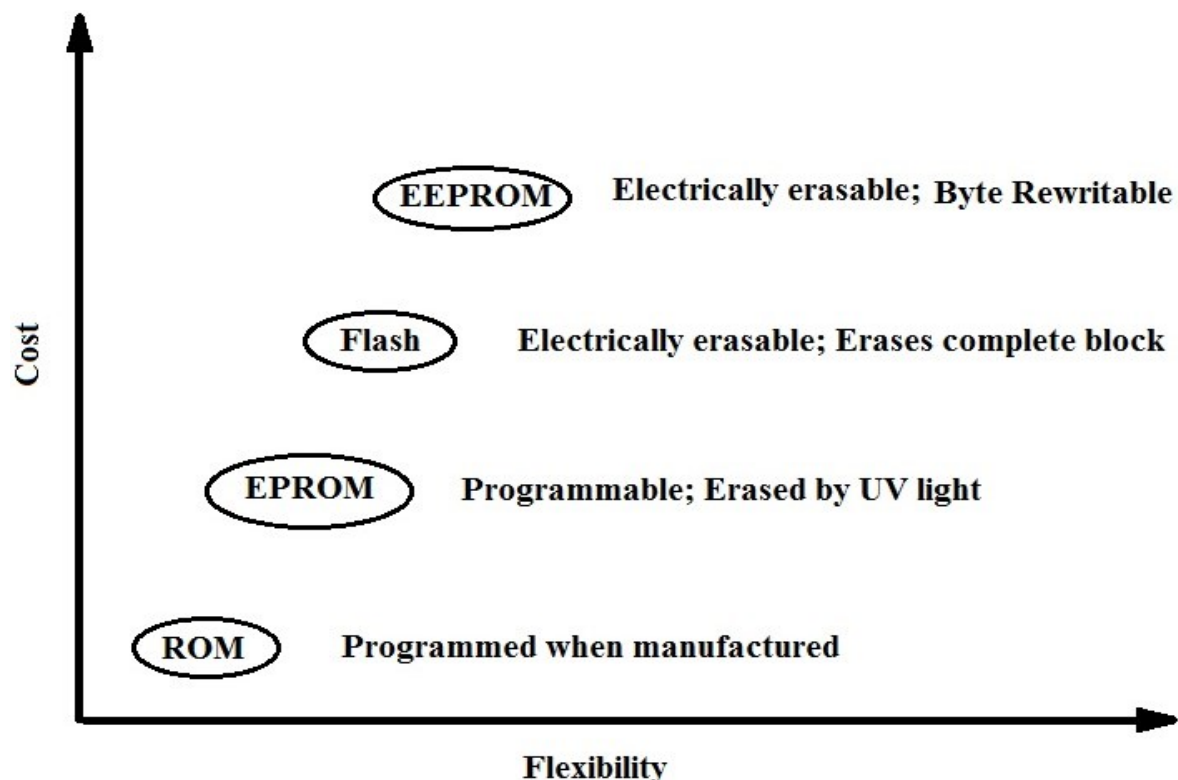 EEPROM Electrically erasable; Byte Rewritable
Flash Electrically erasable; Erases complete block
Cost
EPROM Programmable; Erased by UV light
ROM Programmed when manufactured
Flexibility